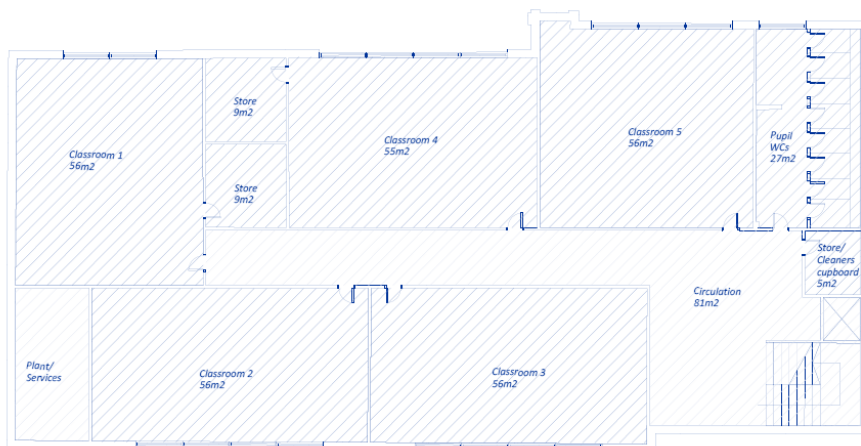 Store
9m2
Classroom 1
56m2
Classroom 4
55m2
Classroom 5
56m2
Pupil
WCs
27m2
Store
9m2
Store/
Cleaners
cupboard
5m2
Circulation
81m2
Plant/
Services
Classroom 2
56m2
Classroom 3
56m2